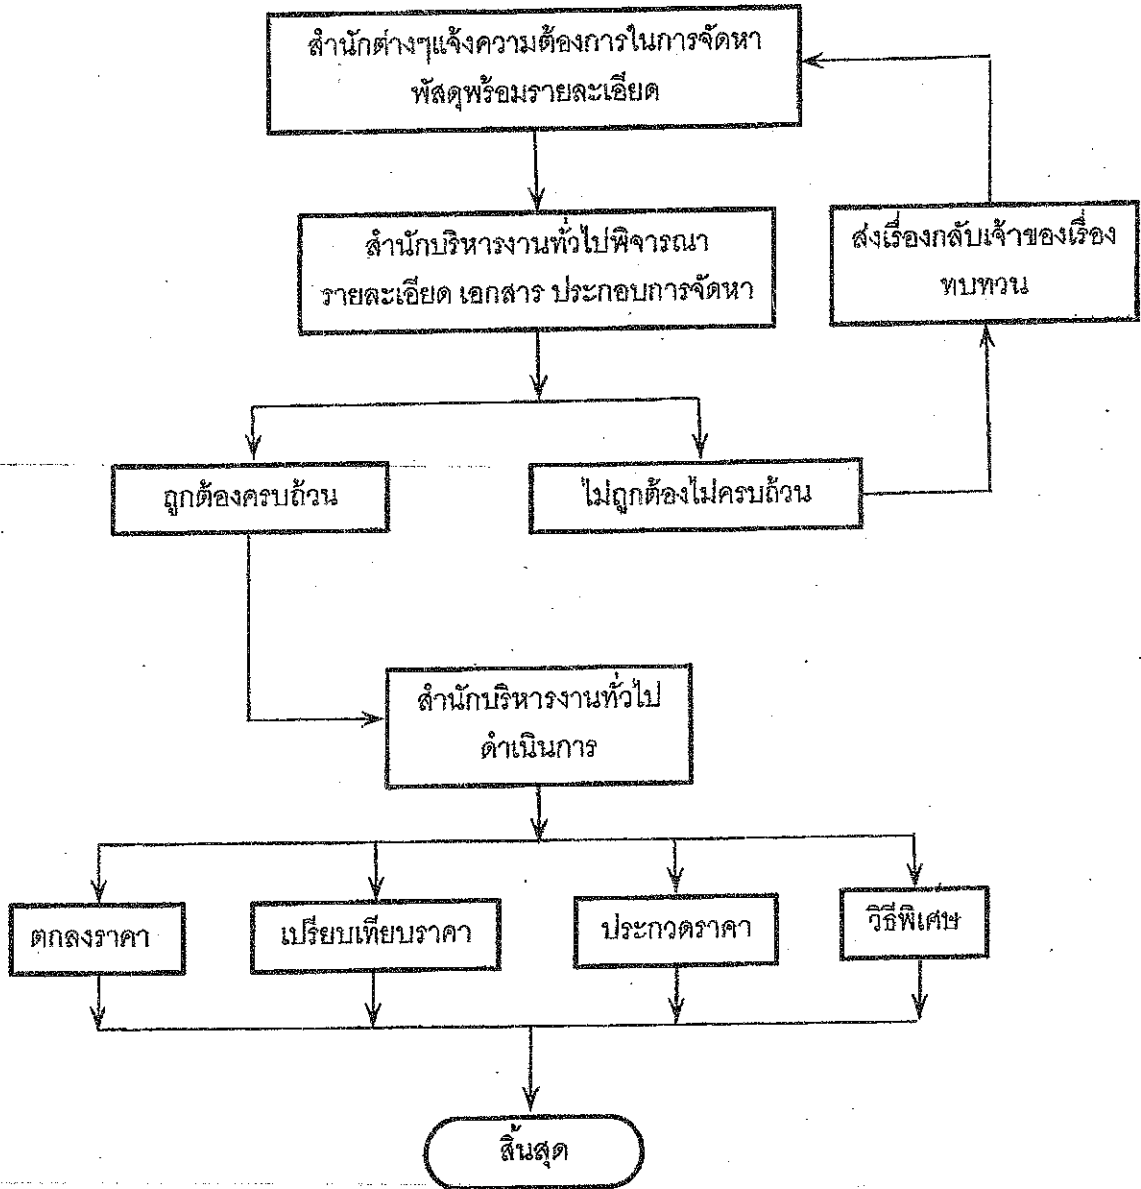 สำนักต่างๆแจ้งความต้องการในการจัดหา
พัสดุพร้อมรายละเอียด
สำนักบริหารงานทั่วไปพิจารณา
รายละเอียด เอกสาร ประกอบการจัดหา
ส่งเรื่องกลับเจ้าของเรื่อง
ทบทวน
ถูกต้องครบถ้วน
ไม่ถูกต้องไม่ครบถ้วน
สำนักบริหารงานทั่วไป
ดำเนินการ
ตกลงราคา
เปรียบเทียบราคา
ประกวดราคา
วิธีพิเศษ
สิ้นสุด